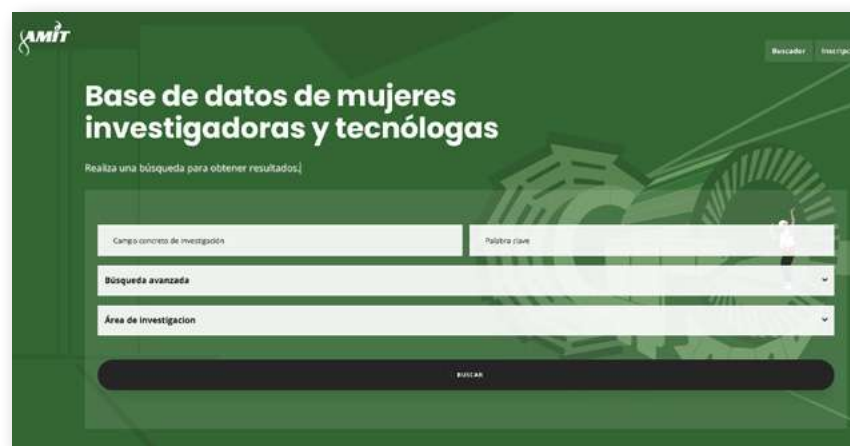 AMIT
Buscador
Base de datos de mujeres
investigadoras y tecnólogas
Realiza una búsqueda para obtener resultados.
Campo concreto de investigación
Palabra clave
Búsqueda avanzada
Área de investigacion
BUSCAR